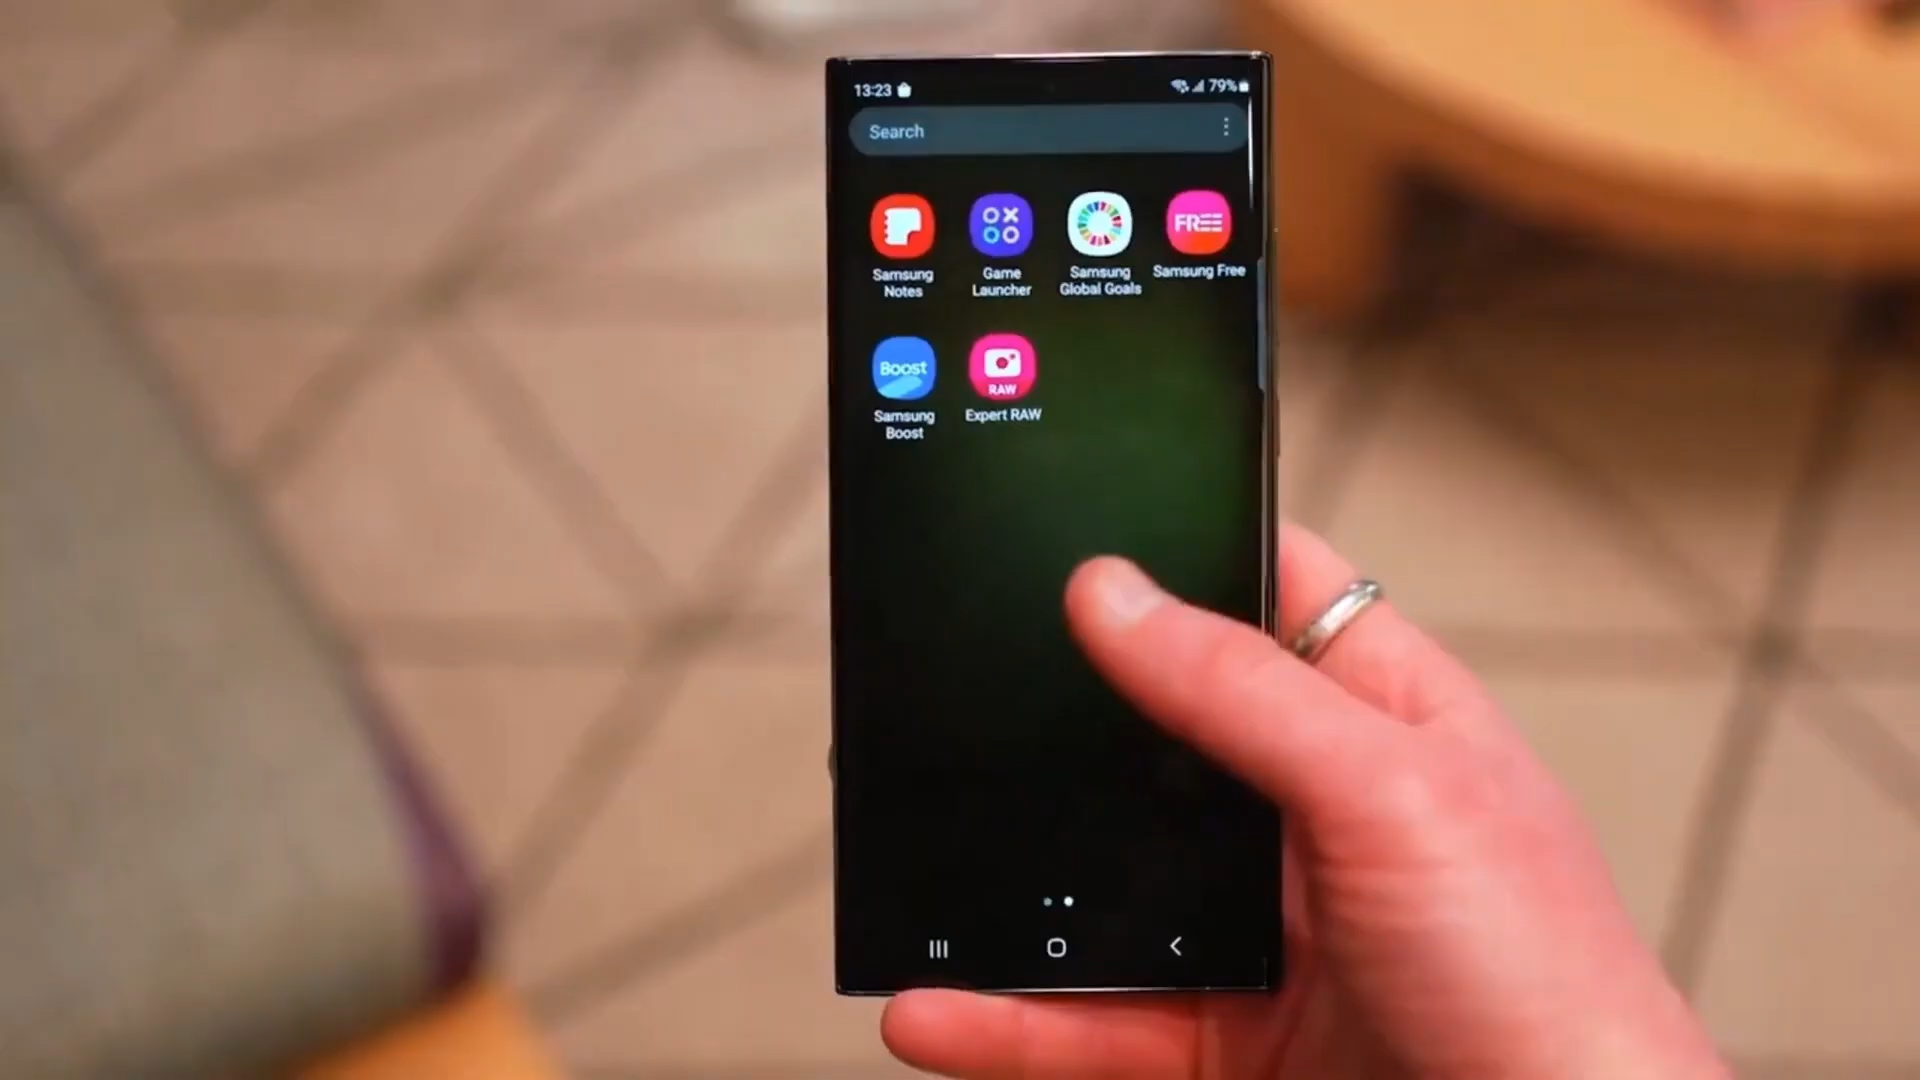 13:23
79%
Search
FREE
Samsung
Notes
Game
Launcher
Samsung
Global Goals
Samsung Free
Boost
RAW
Samsung
Boost
Expert RAW